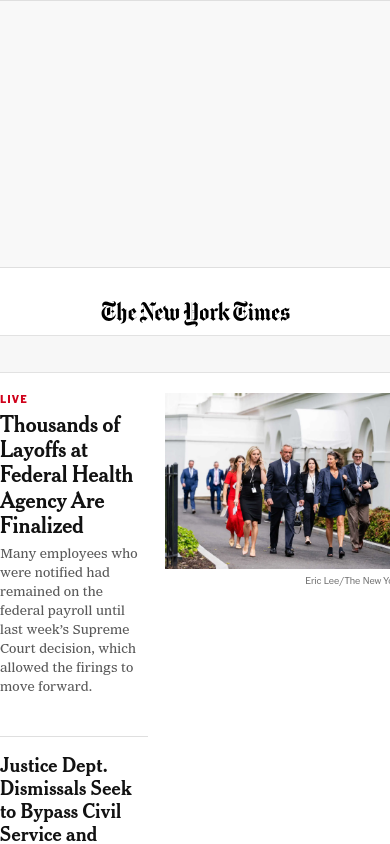 The New York Times
LIVE
Thousands of
Layoffs at
Federal Health
Agency Are
Finalized
Many employees who
were notified had
remained on the
federal payroll until
last week's Supreme
Court decision, which
allowed the firings to
move forward.
Eric Lee/The New Yo
Justice Dept.
Dismissals Seek
to Bypass Civil
Service and